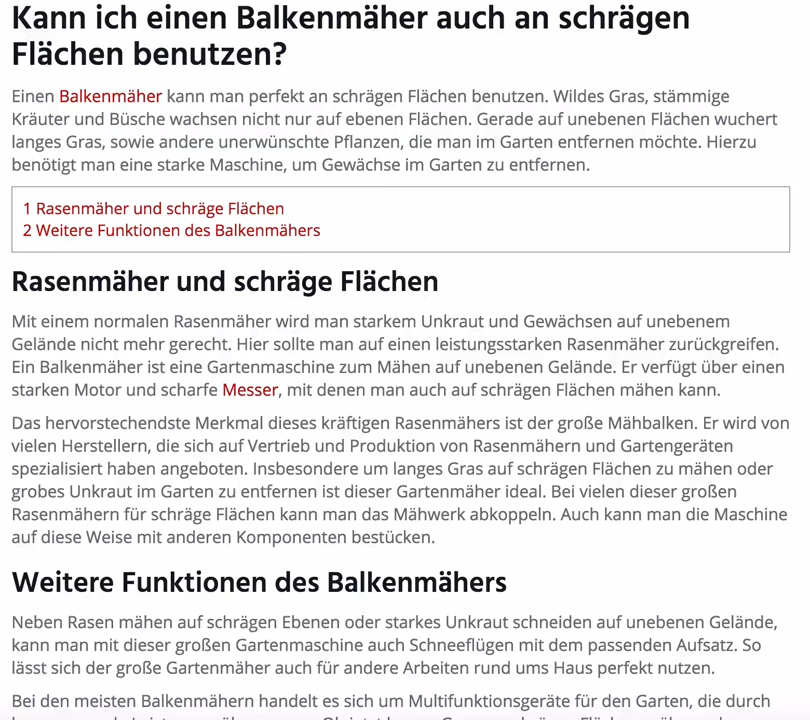 Kann ich einen Balkenmäher auch an schrägen
Flächen benutzen?
Einen Balkenmäher kann man perfekt an schrägen Flächen benutzen. Wildes Gras, stämmige
Kräuter und Büsche wachsen nicht nur auf ebenen Flächen. Gerade auf unebenen Flächen wuchert
langes Gras, sowie andere unerwünschte Pflanzen, die man im Garten entfernen möchte. Hierzu
benötigt man eine starke Maschine, um Gewächse im Garten zu entfernen.
1 Rasenmäher und schräge Flächen
2 Weitere Funktionen des Balkenmähers
Rasenmäher und schräge Flächen
Mit einem normalen Rasenmäher wird man starkem Unkraut und Gewächsen auf unebenem
Gelände nicht mehr gerecht. Hier sollte man auf einen leistungsstarken Rasenmäher zurückgreifen.
Ein Balkenmäher ist eine Gartenmaschine zum Mähen auf unebenen Gelände. Er verfügt über einen
starken Motor und scharfe Messer, mit denen man auch auf schrägen Flächen mähen kann.
Das hervorstechendste Merkmal dieses kräftigen Rasenmähers ist der große Mähbalken. Er wird von
vielen Herstellern, die sich auf Vertrieb und Produktion von Rasenmähern und Gartengeräten
spezialisiert haben angeboten. Insbesondere um langes Gras auf schrägen Flächen zu mähen oder
grobes Unkraut im Garten zu entfernen ist dieser Gartenmäher ideal. Bei vielen dieser großen
Rasenmähern für schräge Flächen kann man das Mähwerk abkoppeln. Auch kann man die Maschine
auf diese Weise mit anderen Komponenten bestücken.
Weitere Funktionen des Balkenmähers
Neben Rasen mähen auf schrägen Ebenen oder starkes Unkraut schneiden auf unebenen Gelände,
kann man mit dieser großen Gartenmaschine auch Schneeflügen mit dem passenden Aufsatz. So
lässt sich der große Gartenmäher auch für andere Arbeiten rund ums Haus perfekt nutzen.
Bei den meisten Balkenmähern handelt es sich um Multifunktionsgeräte für den Garten, die durch